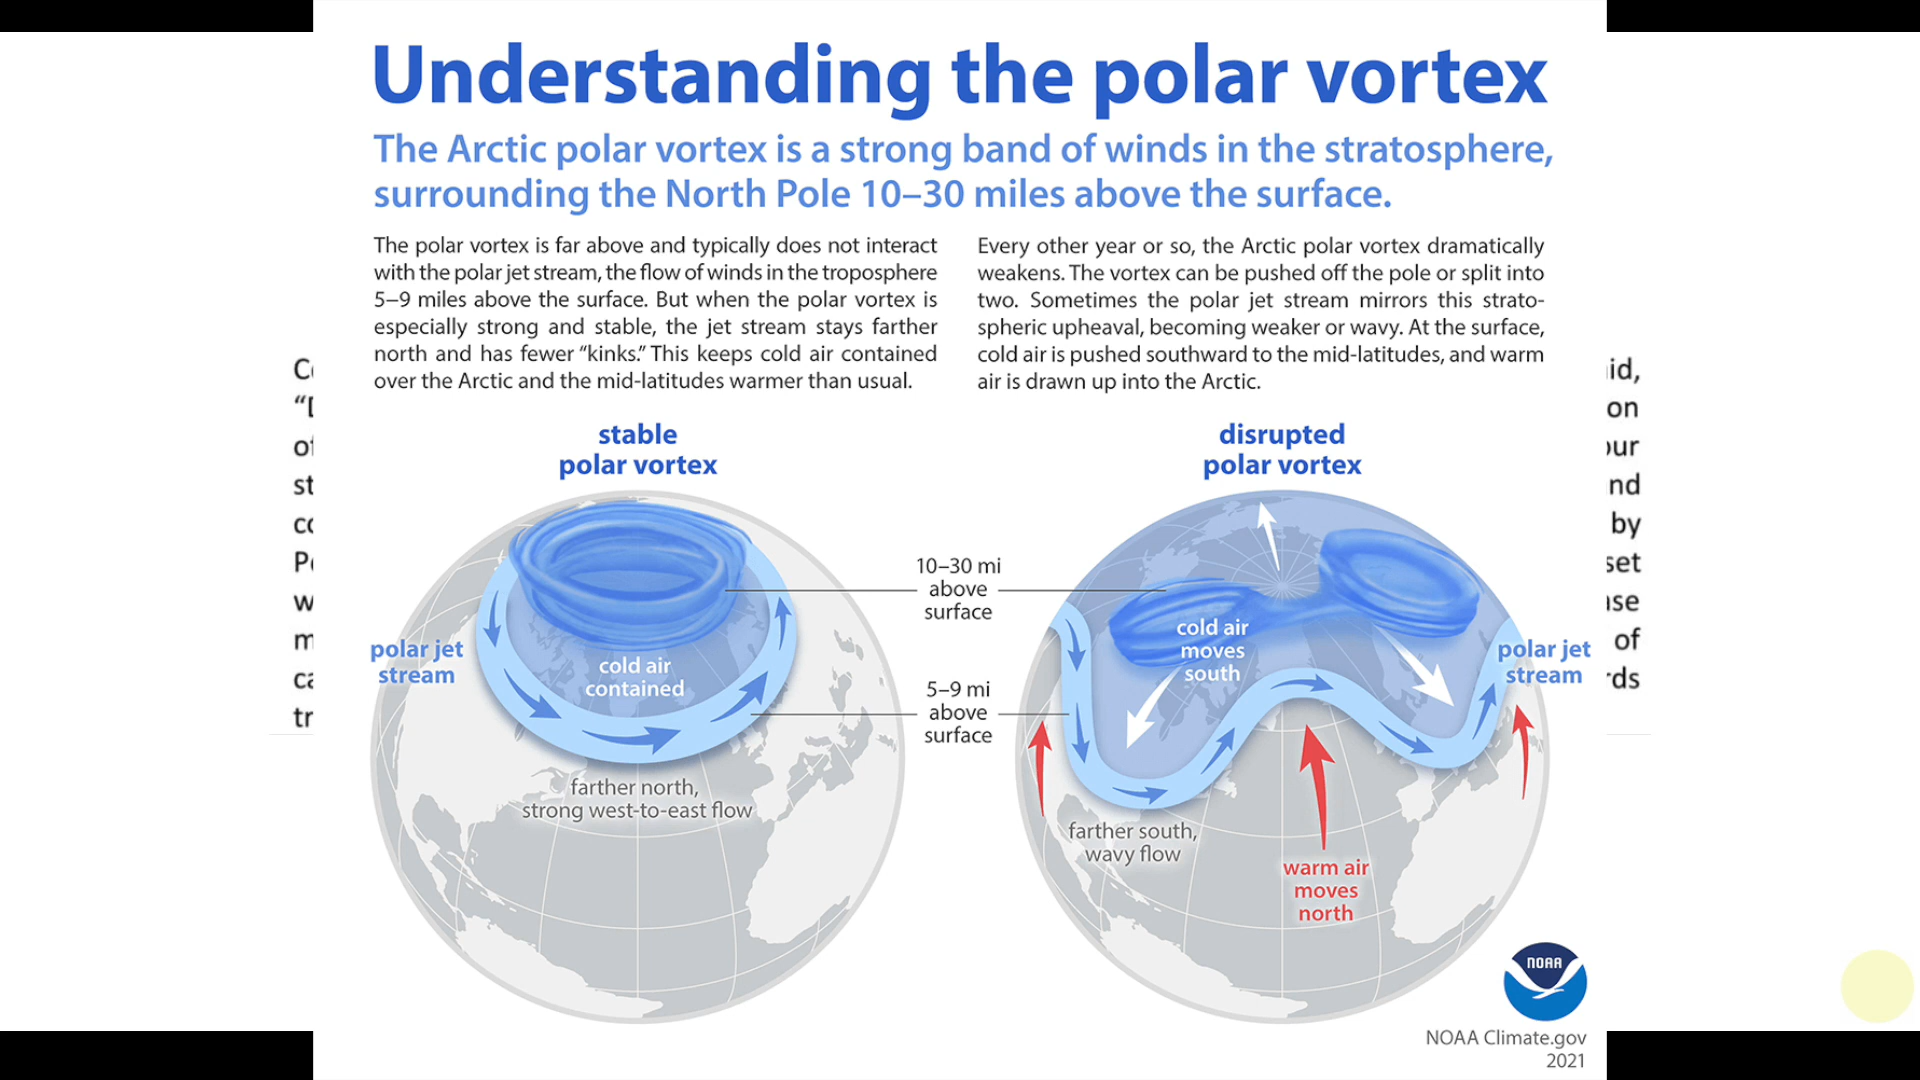 Understanding the polar vortex
The Arctic polar vortex is a strong band of winds in the stratosphere,
surrounding the North Pole 10–30 miles above the surface.
The polar vortex is far above and typically does not interact
with the polar jet stream, the flow of winds in the troposphere
5–9 miles above the surface. But when the polar vortex is
especially strong and stable, the jet stream stays farther
north and has fewer “kinks.” This keeps cold air contained
over the Arctic and the mid-latitudes warmer than usual.
Every other year or so, the Arctic polar vortex dramatically
weakens. The vortex can be pushed off the pole or split into
two. Sometimes the polar jet stream mirrors this strato-
spheric upheaval, becoming weaker or wavy. At the surface,
cold air is pushed southward to the mid-latitudes, and warm
air is drawn up into the Arctic.
stable
polar vortex
polar jet
stream
cold air
contained
farther north,
strong west-to-east flow
10–30 mi
above
surface
5–9 mi
above
surface
disrupted
polar vortex
cold air
moves
south
polar jet
stream
farther south,
wavy flow
warm air
moves
north
NOAA
NOAA Climate.gov
2021
on
nd
by
of